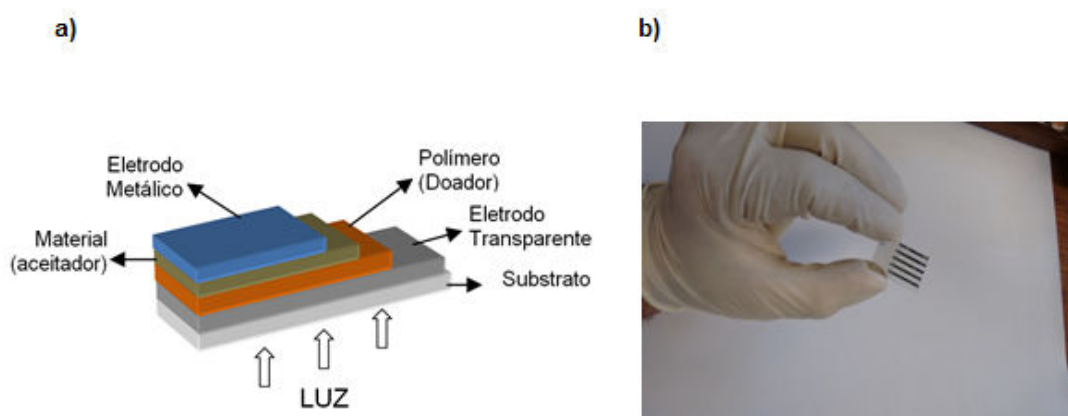 a)
b)
Eletrodo
Metálico
Polímero
(Doador)
Eletrodo
Transparente
Material
(aceitador)
Substrato
LUZ